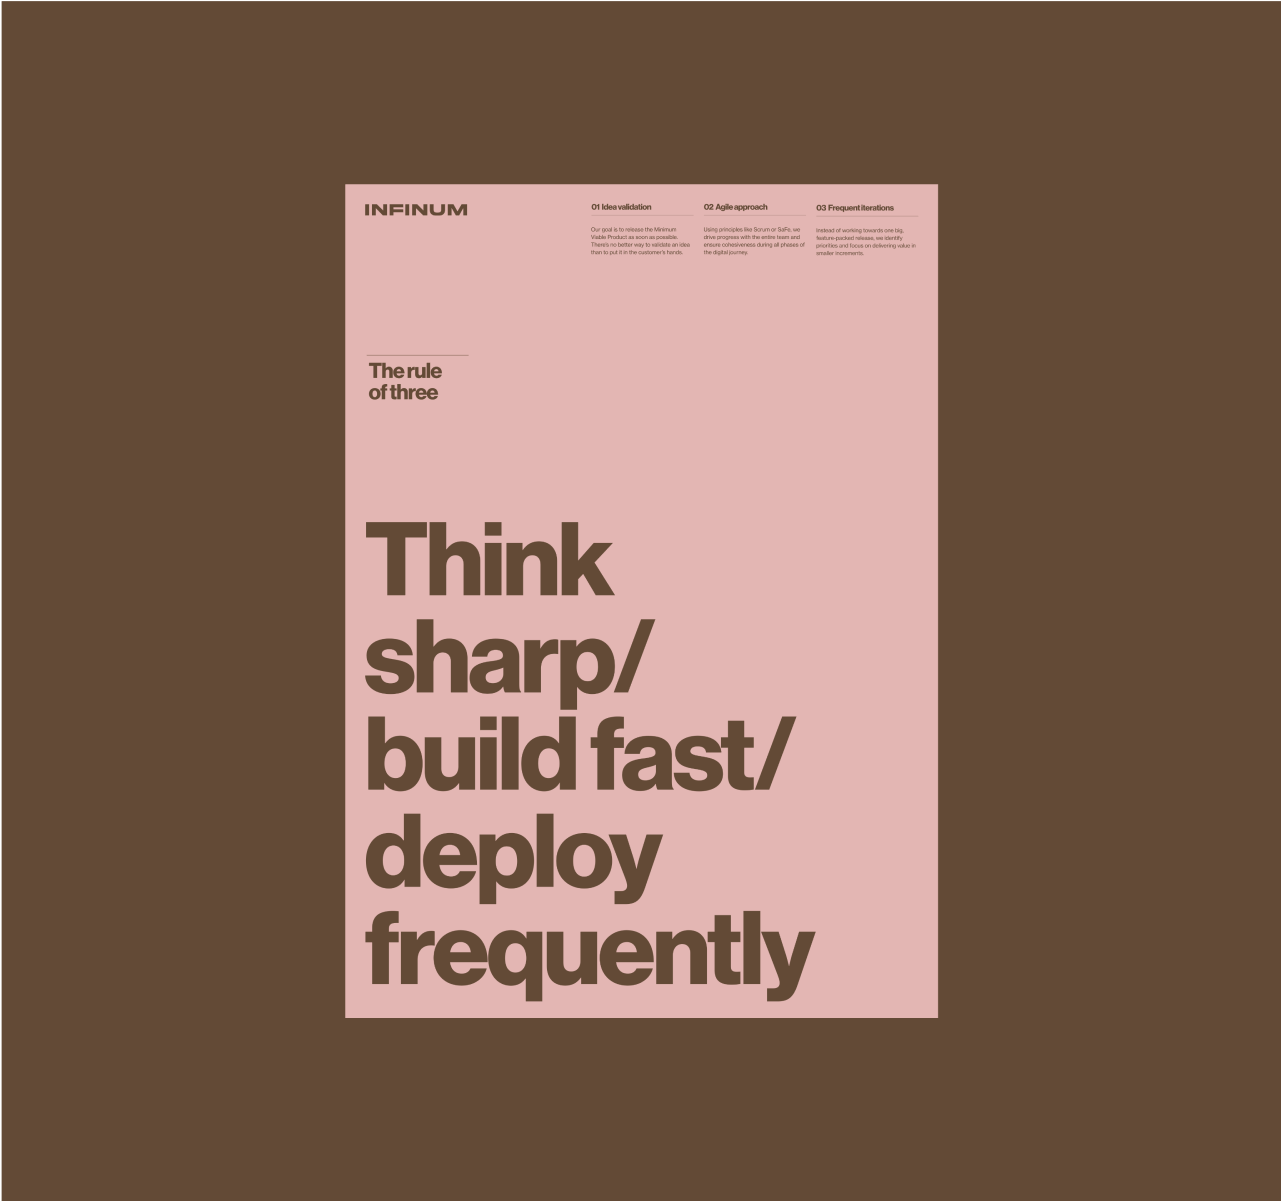 INFINUM
01 Idea validation
Our goal is to release the Minimum
Viable Product as soon as possible.
There's no better way to validate an idea
than to put it in the customer's hands.
02 Agile approach
Using principles like Scrum or SaFe, we
drive progress with the entire team and
ensure cohesiveness during all phases of
the digital journey.
03 Frequent iterations
Instead of working towards one big,
feature-packed release, we identify
priorities and focus on delivering value in
smaller increments.
The rule
of three
Think
sharp/
build fast/
deploy
frequently